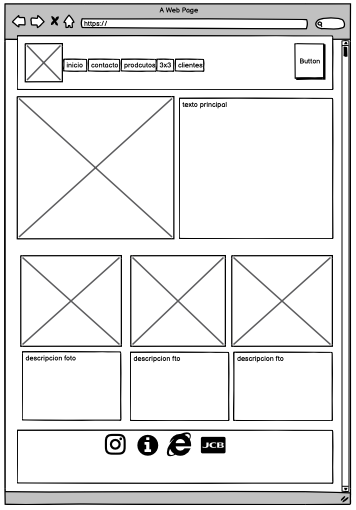 A Web Page
https://
inicio contacto prodcutos 3x3 clientes
Button
texto principal
descripcion foto
descripcion fto
descripcion fto
JCB